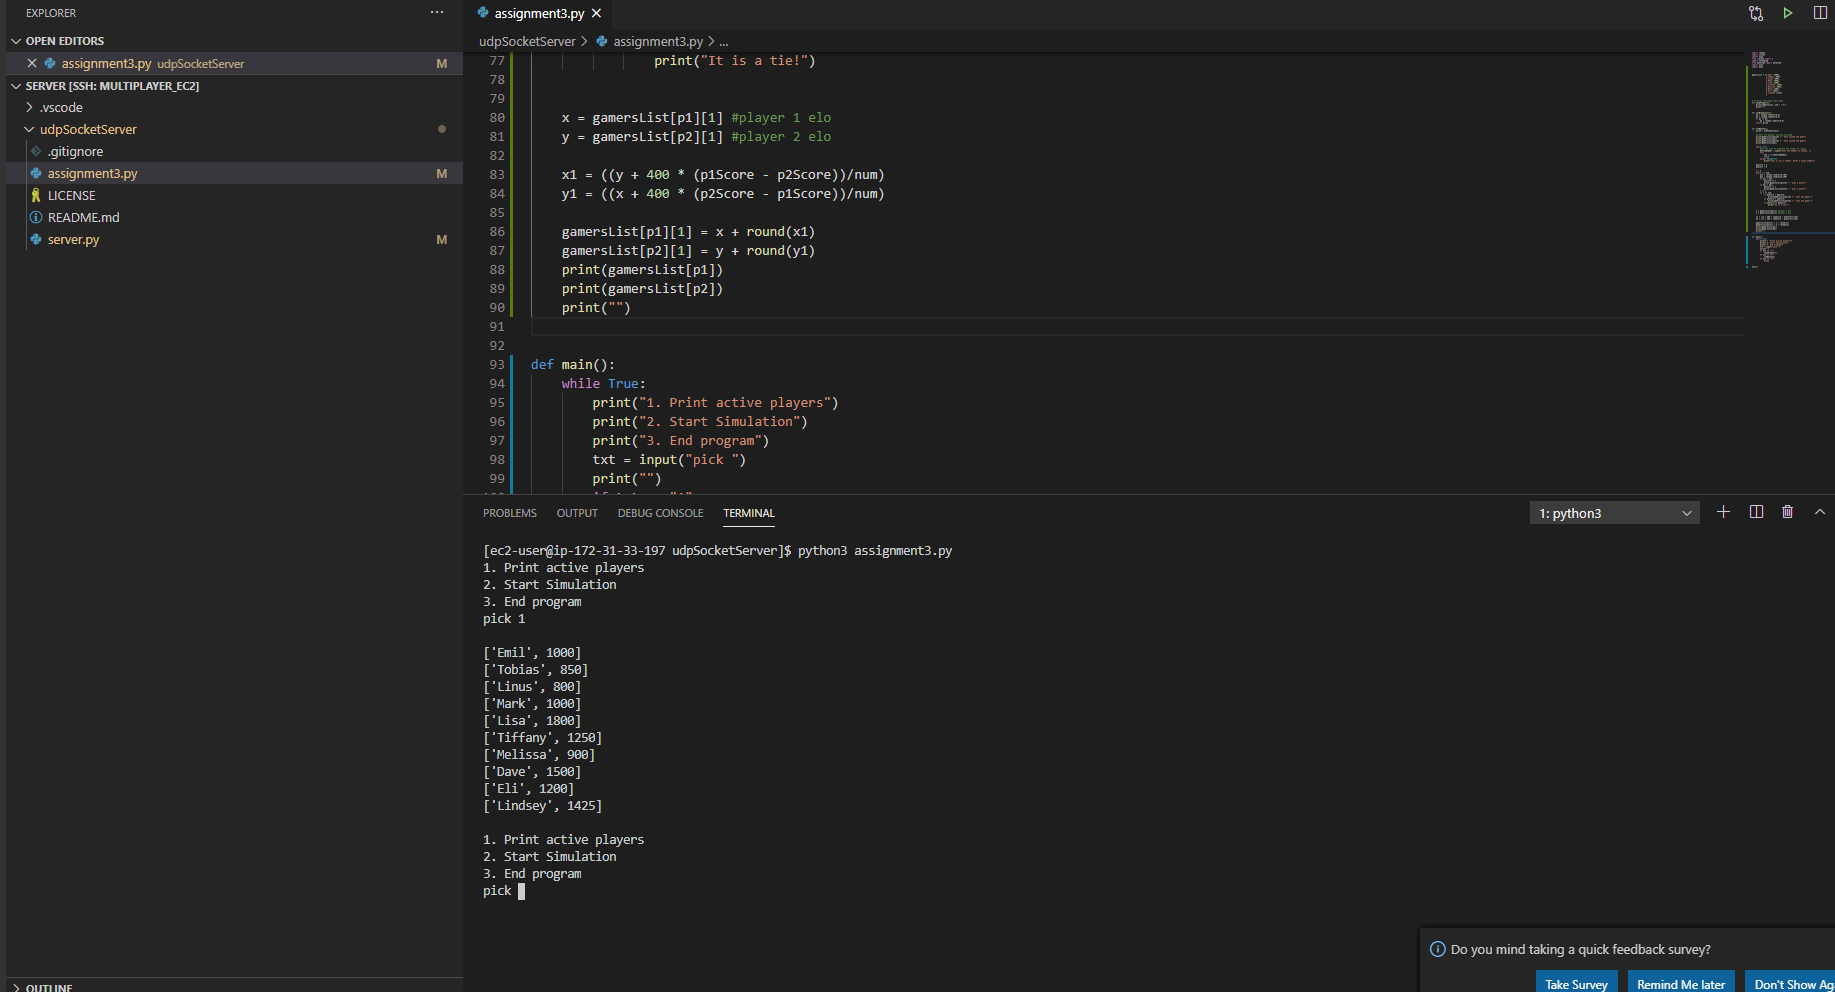 EXPLORER
OPEN EDITORS
assignment3.py udpSocketServer M
SERVER [SSH: MULTIPLAYER_EC2]
.vscode
udpSocketServer
.gitignore
assignment3.py M
LICENSE
README.md
server.py M
OUTLINE
assignment3.py
udpSocketServer > assignment3.py > ...
77 print("It is a tie!")
78
79
80 x = gamersList[p1][1] #player 1 elo
81 y = gamersList[p2][1] #player 2 elo
82
83 x1 = ((y + 400 * (p1Score - p2Score))/num)
84 y1 = ((x + 400 * (p2Score - p1Score))/num)
85
86 gamersList[p1][1] = x + round(x1)
87 gamersList[p2][1] = y + round(y1)
88 print(gamersList[p1])
89 print(gamersList[p2])
90 print("")
91
92
93 def main():
94 while True:
95 print("1. Print active players")
96 print("2. Start Simulation")
97 print("3. End program")
98 txt = input("pick ")
99 print("")
PROBLEMS OUTPUT DEBUG CONSOLE TERMINAL 1: python3
[ec2-user@ip-172-31-33-197 udpSocketServer]$ python3 assignment3.py
1. Print active players
2. Start Simulation
3. End program
pick 1
['Emil', 1000]
['Tobias', 850]
['Linus', 800]
['Mark', 1000]
['Lisa', 1800]
['Tiffany', 1250]
['Melissa', 900]
['Dave', 1500]
['Eli', 1200]
['Lindsey', 1425]
1. Print active players
2. Start Simulation
3. End program
pick
Do you mind taking a quick feedback survey?
Take Survey Remind Me later Don't Show Ag